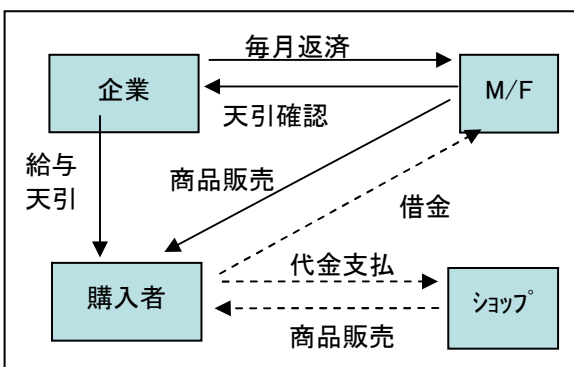 毎月返済
企業
M/F
天引確認
給与
天引
商品販売
借金
代金支払
購入者
ｼｮｯﾌﾟ
商品販売